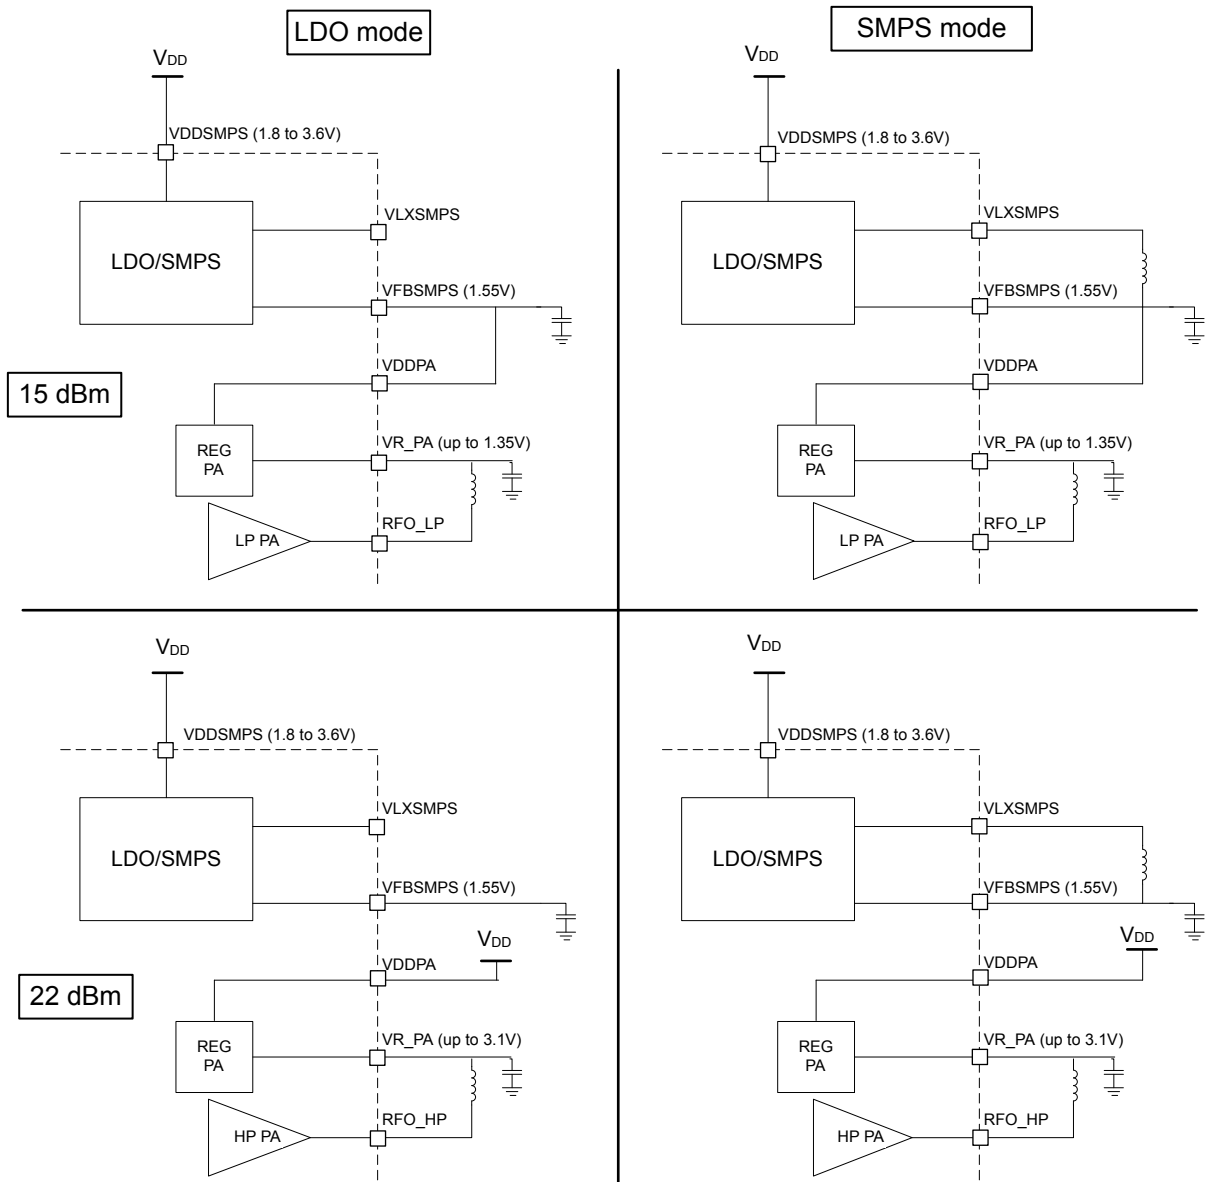 LDO mode
SMPS mode
VDD
VDDSMPS (1.8 to 3.6V)
VLXSMPS
LDO/SMPS
VFBSMPS (1.55V)
VDDPA
15 dBm
REG
PA
VR_PA (up to 1.35V)
RFO_LP
LP PA
VDD
VDDSMPS (1.8 to 3.6V)
VLXSMPS
LDO/SMPS
VFBSMPS (1.55V)
VDDPA
REG
PA
VR_PA (up to 1.35V)
RFO_LP
LP PA
VDD
VDDSMPS (1.8 to 3.6V)
VLXSMPS
LDO/SMPS
VFBSMPS (1.55V)
VDD
VDDPA
22 dBm
REG
PA
VR_PA (up to 3.1V)
RFO_HP
HP PA
VDD
VDDSMPS (1.8 to 3.6V)
VLXSMPS
LDO/SMPS
VFBSMPS (1.55V)
VDD
VDDPA
REG
PA
VR_PA (up to 3.1V)
RFO_HP
HP PA